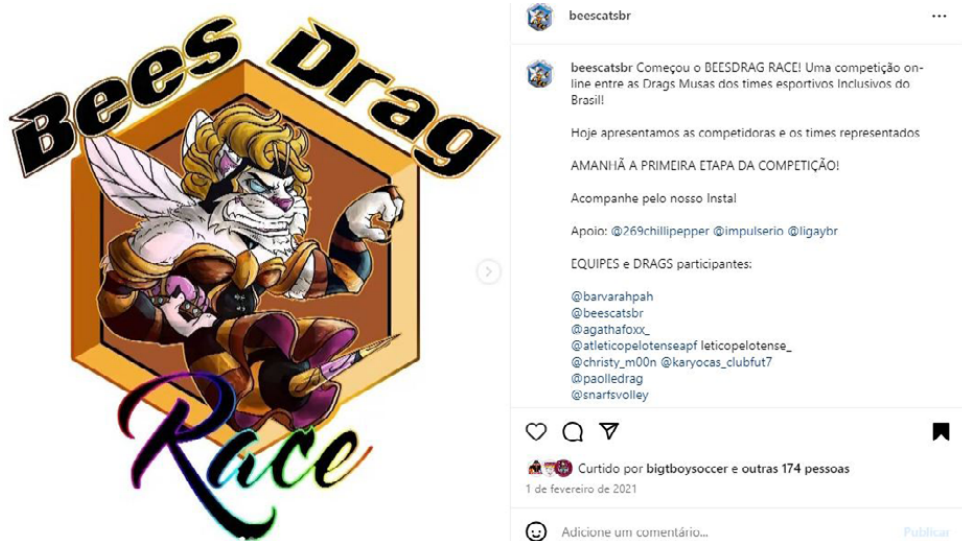 Bees Drag
Race
beescatsbr
beescatsbr Começou o BEESDRAG RACE! Uma competição on-
line entre as Drags Musas dos times esportivos Inclusivos do
Brasil!
Hoje apresentamos as competidoras e os times representados
AMANHÃ A PRIMEIRA ETAPA DA COMPETIÇÃO!
Acompanhe pelo nosso Insta!
Apoio: @269chillipepper @impulserio @ligaybr
EQUIPES e DRAGS participantes:
@barvarahpah
@beescatsbr
@agathafoxx_
@atleticopelotenseapf leticopelotense_
@christy_m00n @karyocas_clubfut7
@paolledrag
@snarfsvolley
Curtido por bigtboysoccer e outras 174 pessoas
1 de fevereiro de 2021
Adicione um comentário...
Publicar